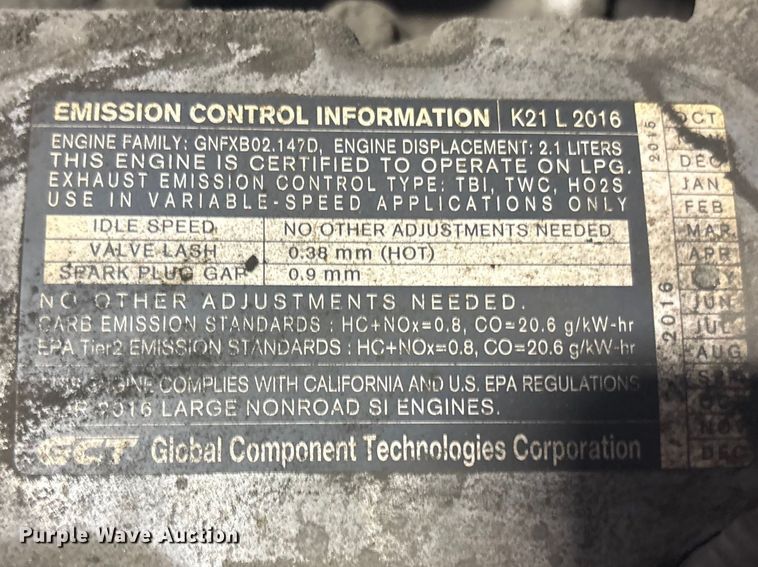 EMISSION CONTROL INFORMATION K21 L 2016
ENGINE FAMILY: GNFXB02.147D, ENGINE DISPLACEMENT: 2.1 LITERS
THIS ENGINE IS CERTIFIED TO OPERATE ON LPG.
EXHAUST EMISSION CONTROL TYPE: TBI, TWC, HO2S
USE IN VARIABLE-SPEED APPLICATIONS ONLY
IDLE SPEED NO OTHER ADJUSTMENTS NEEDED
VALVE LASH 0.38 mm (HOT)
SPARK PLUG GAP 0.9 mm
NO OTHER ADJUSTMENTS NEEDED.
CARB EMISSION STANDARDS : HC+NOx=0.8, CO=20.6 g/kW-hr
EPA Tier2 EMISSION STANDARDS : HC+NOx=0.8, CO=20.6 g/kW-hr
THIS ENGINE COMPLIES WITH CALIFORNIA AND U.S. EPA REGULATIONS
FOR 2016 LARGE NONROAD SI ENGINES.
GCT Global Component Technologies Corporation
2015
OCT
DEC
2016
JAN
FEB
MAR
APR
JUN
JUL
AUG
DEC
Purple Wave Auction